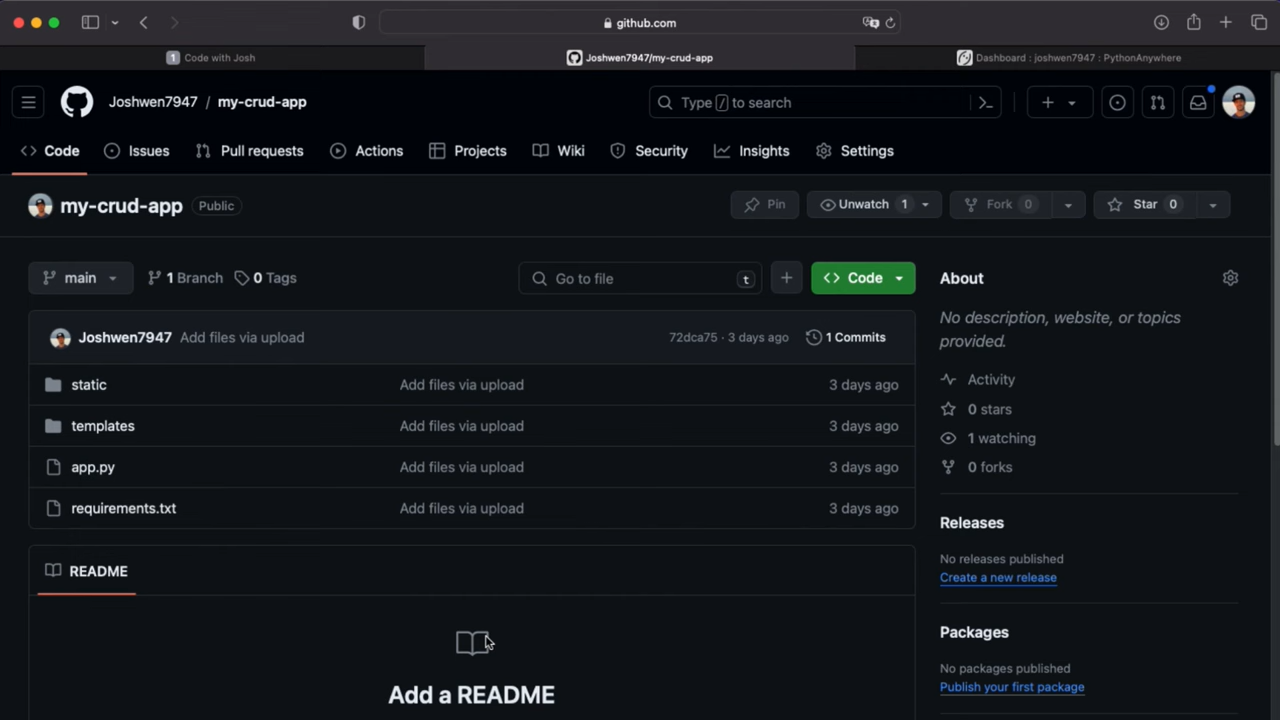 github.com
1 Code with Josh
Joshwen7947/my-crud-app
Dashboard : joshwen7947 : PythonAnywhere
Joshwen7947 / my-crud-app
Type / to search
Code Issues Pull requests Actions Projects Wiki Security Insights Settings
my-crud-app Public
Pin Unwatch 1 Fork 0 Star 0
main 1 Branch 0 Tags Go to file t Code
About
No description, website, or topics
provided.
Joshwen7947 Add files via upload 72dca75 · 3 days ago 1 Commits
static Add files via upload 3 days ago
templates Add files via upload 3 days ago
app.py Add files via upload 3 days ago
requirements.txt Add files via upload 3 days ago
Activity
0 stars
1 watching
0 forks
Releases
No releases published
Create a new release
README
Add a README
Packages
No packages published
Publish your first package